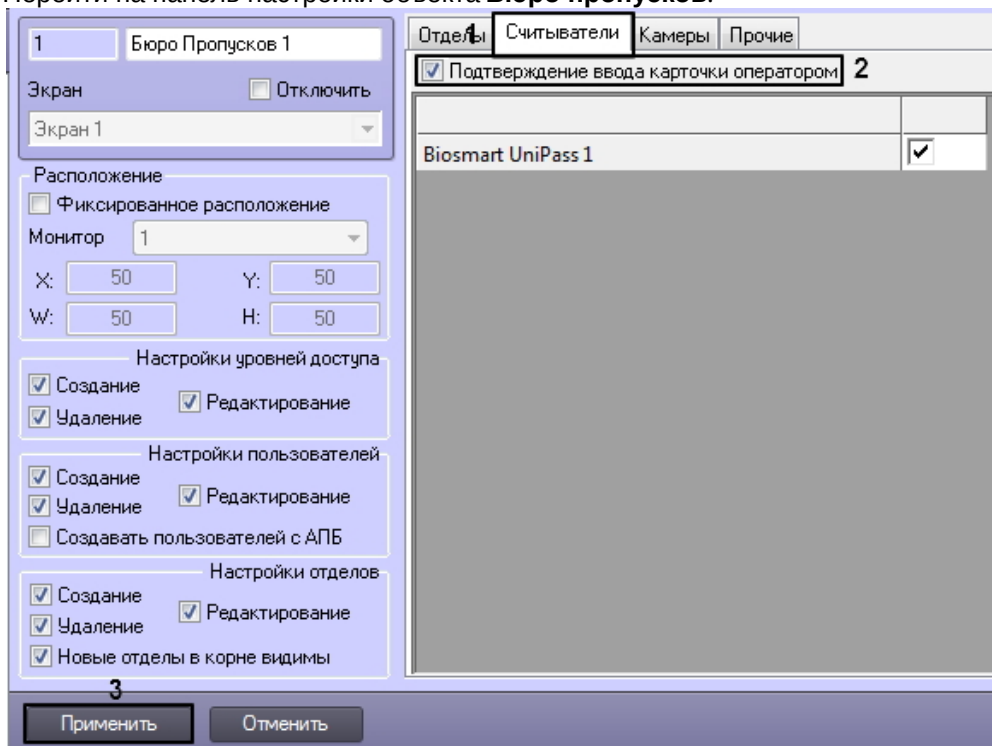 Перейти на панель настройки объекта Бюро пропусков.
1 Бюро Пропусков 1
Экран Отключить
Экран 1
Расположение
Фиксированное расположение
Монитор 1
X: 50 Y: 50
W: 50 H: 50
Настройки уровней доступа
Создание
Удаление
Редактирование
Настройки пользователей
Создание
Удаление
Редактирование
Создавать пользователей с АПБ
Настройки отделов
Создание
Удаление
Редактирование
Новые отделы в корне видимы
3
Применить Отменить
Отделы 1 Считыватели Камеры Прочие
Подтверждение ввода карточки оператором 2
Biosmart UniPass 1